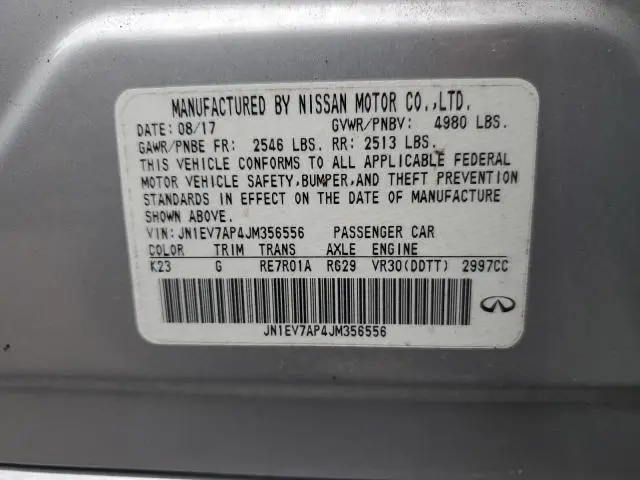 MANUFACTURED BY NISSAN MOTOR CO.,LTD.
DATE: 08/17 GVWR/PNBV: 4980 LBS.
GAWR/PNBE FR: 2546 LBS. RR: 2513 LBS.
THIS VEHICLE CONFORMS TO ALL APPLICABLE FEDERAL
MOTOR VEHICLE SAFETY,BUMPER,AND THEFT PREVENTION
STANDARDS IN EFFECT ON THE DATE OF MANUFACTURE
SHOWN ABOVE.
VIN: JN1EV7AP4JM356556 PASSENGER CAR
COLOR TRIM TRANS AXLE ENGINE
K23 G RE7R01A R629 VR30(DDTT) 2997CC
JN1EV7AP4JM356556